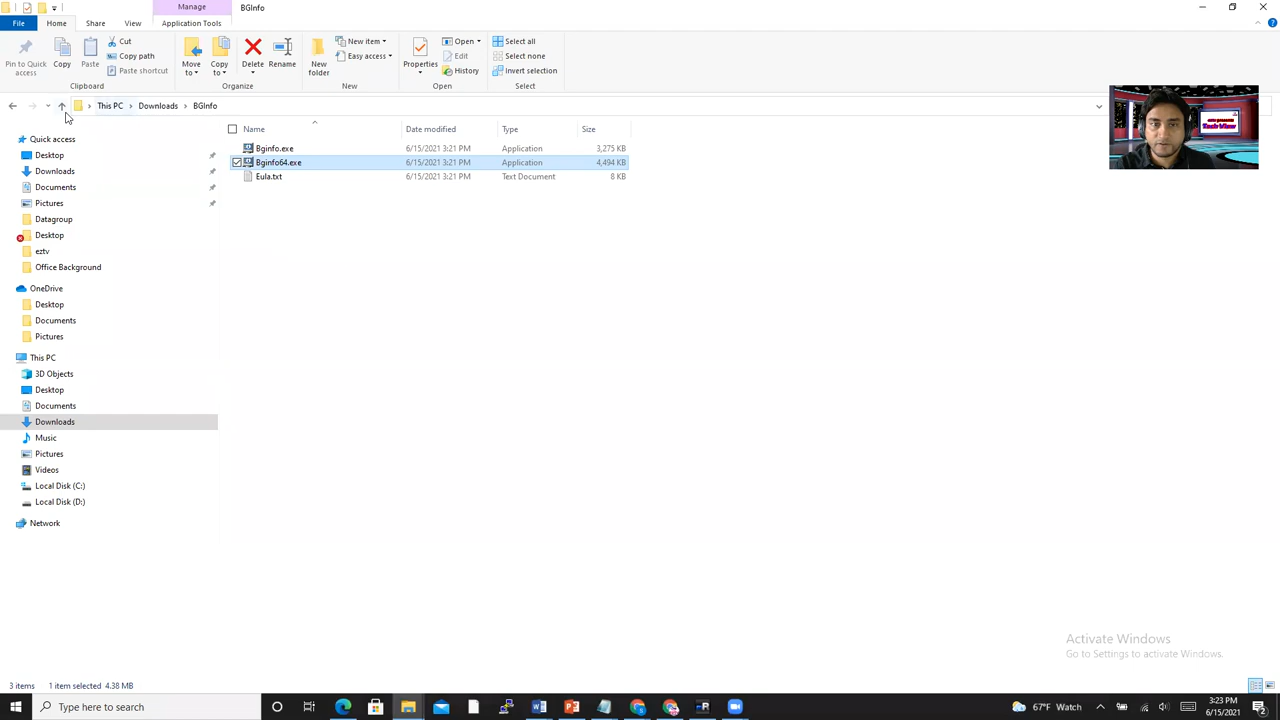 Manage
BGInfo
File
Home
Share
View
Application Tools
Pin to Quick access
Copy
Paste
Cut
Copy path
Paste shortcut
Clipboard
Move to
Copy to
Delete
Rename
Organize
New folder
New item
Easy access
New
Properties
Open
Edit
History
Open
Select all
Select none
Invert selection
Select
This PC
Downloads
BGInfo
Tech View
Name
Date modified
Type
Size
Bginfo.exe 6/15/2021 3:21 PM Application 3,275 KB
Bginfo64.exe 6/15/2021 3:21 PM Application 4,494 KB
Eula.txt 6/15/2021 3:21 PM Text Document 8 KB
Quick access
Desktop
Downloads
Documents
Pictures
Datagroup
Desktop
eztv
Office Background
OneDrive
Desktop
Documents
Pictures
This PC
3D Objects
Desktop
Documents
Downloads
Music
Pictures
Videos
Local Disk (C:)
Local Disk (D:)
Network
Activate Windows
Go to Settings to activate Windows.
3 items 1 item selected 4.38 MB
Type here to search
67°F Watch
3:23 PM
6/15/2021
2